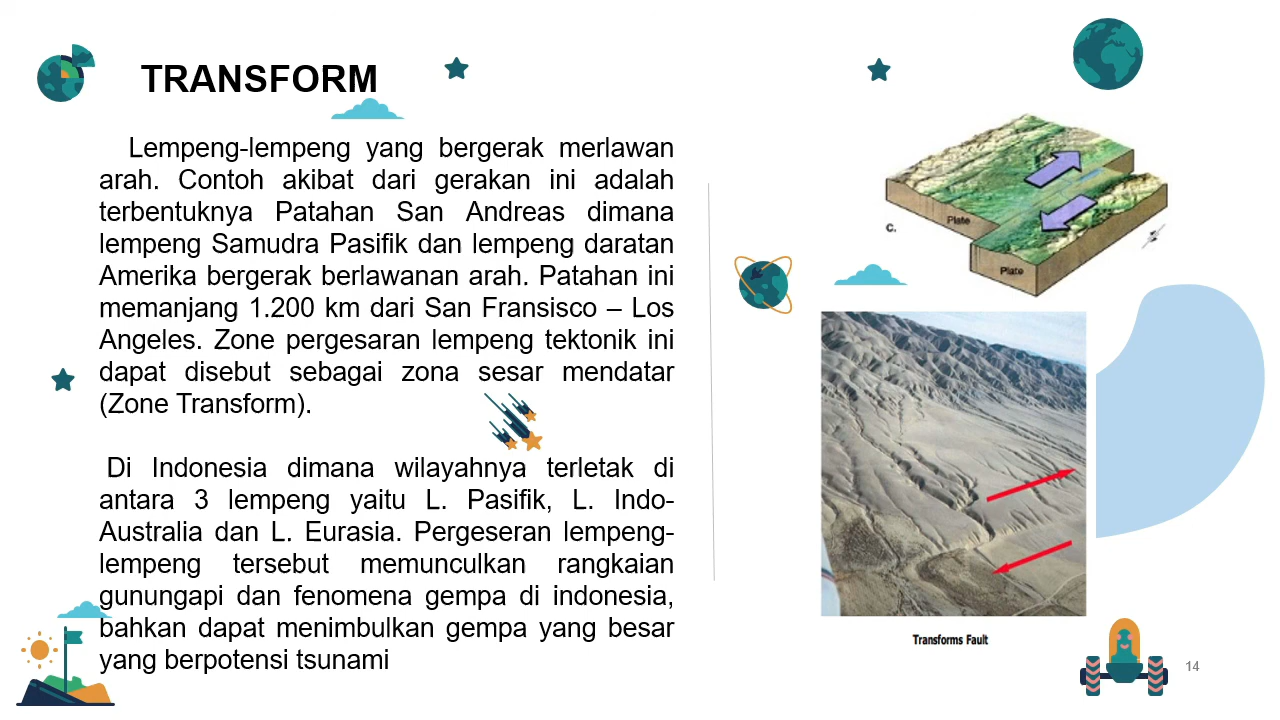 TRANSFORM
Lempeng-lempeng yang bergerak merlawan
arah. Contoh akibat dari gerakan ini adalah
terbentuknya Patahan San Andreas dimana
lempeng Samudra Pasifik dan lempeng daratan
Amerika bergerak berlawanan arah. Patahan ini
memanjang 1.200 km dari San Fransisco – Los
Angeles. Zone pergesaran lempeng tektonik ini
dapat disebut sebagai zona sesar mendatar
(Zone Transform).
Di Indonesia dimana wilayahnya terletak di
antara 3 lempeng yaitu L. Pasifik, L. Indo-
Australia dan L. Eurasia. Pergeseran lempeng-
lempeng tersebut memunculkan rangkaian
gunungapi dan fenomena gempa di indonesia,
bahkan dapat menimbulkan gempa yang besar
yang berpotensi tsunami
Plate
C.
Plate
Transforms Fault
14